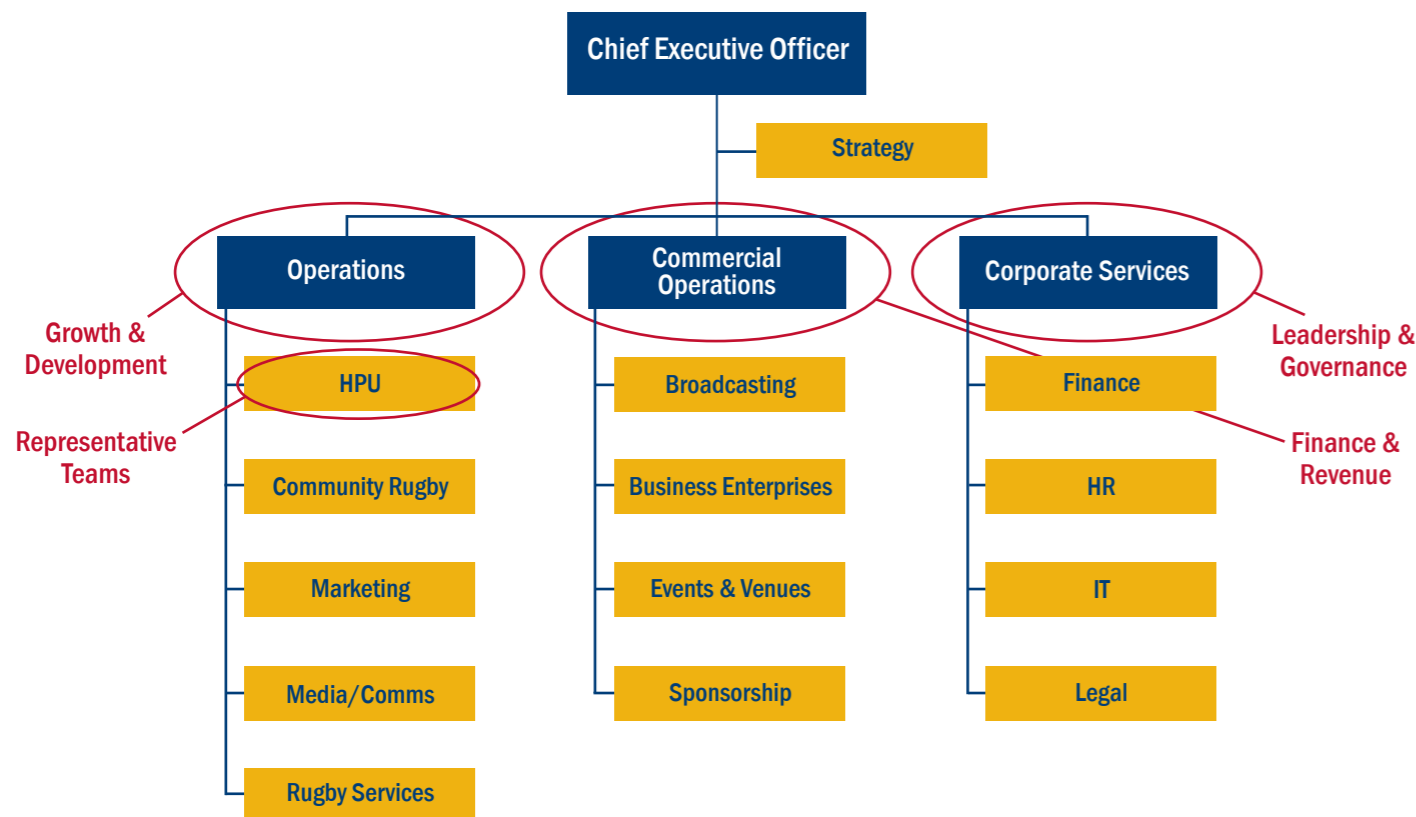 Chief Executive Officer
Strategy
Operations
Commercial
Operations
Corporate Services
Growth &
Development
Leadership &
Governance
HPU
Broadcasting
Finance
Representative
Teams
Finance &
Revenue
Community Rugby
Business Enterprises
HR
Marketing
Events & Venues
IT
Media/Comms
Sponsorship
Legal
Rugby Services